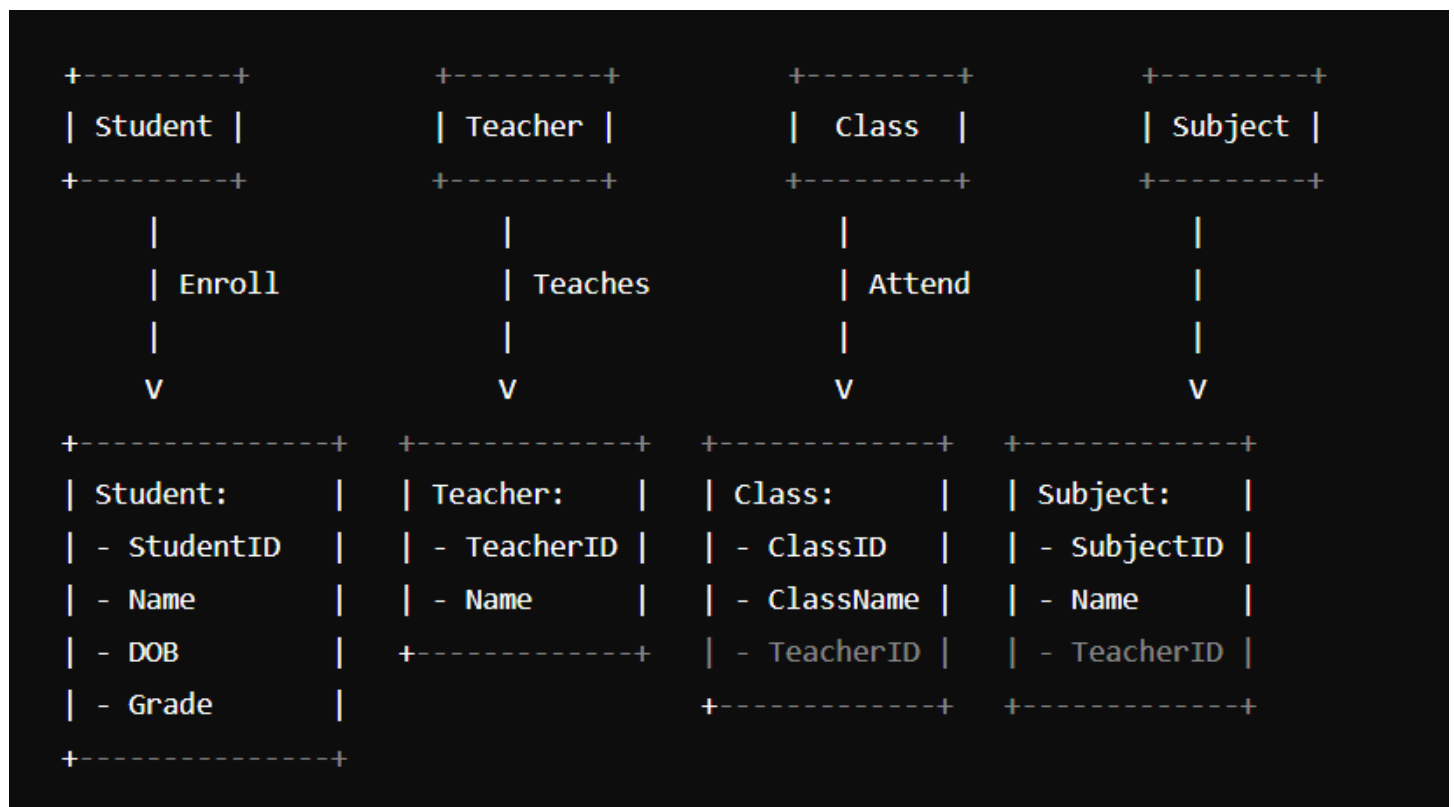 +---------+ +---------+ +---------+ +---------+
| Student | | Teacher | | Class | | Subject |
+---------+ +---------+ +---------+ +---------+
| | | |
| Enroll | Teaches | Attend |
| | | |
v v v v
+---------------+ +-------------+ +-------------+ +-------------+
| Student: | | Teacher: | | Class: | | Subject: |
| - StudentID | | - TeacherID | | - ClassID | | - SubjectID |
| - Name | | - Name | | - ClassName | | - Name |
| - DOB | +-------------+ | - TeacherID | | - TeacherID |
| - Grade | +-------------+ +-------------+
+---------------+